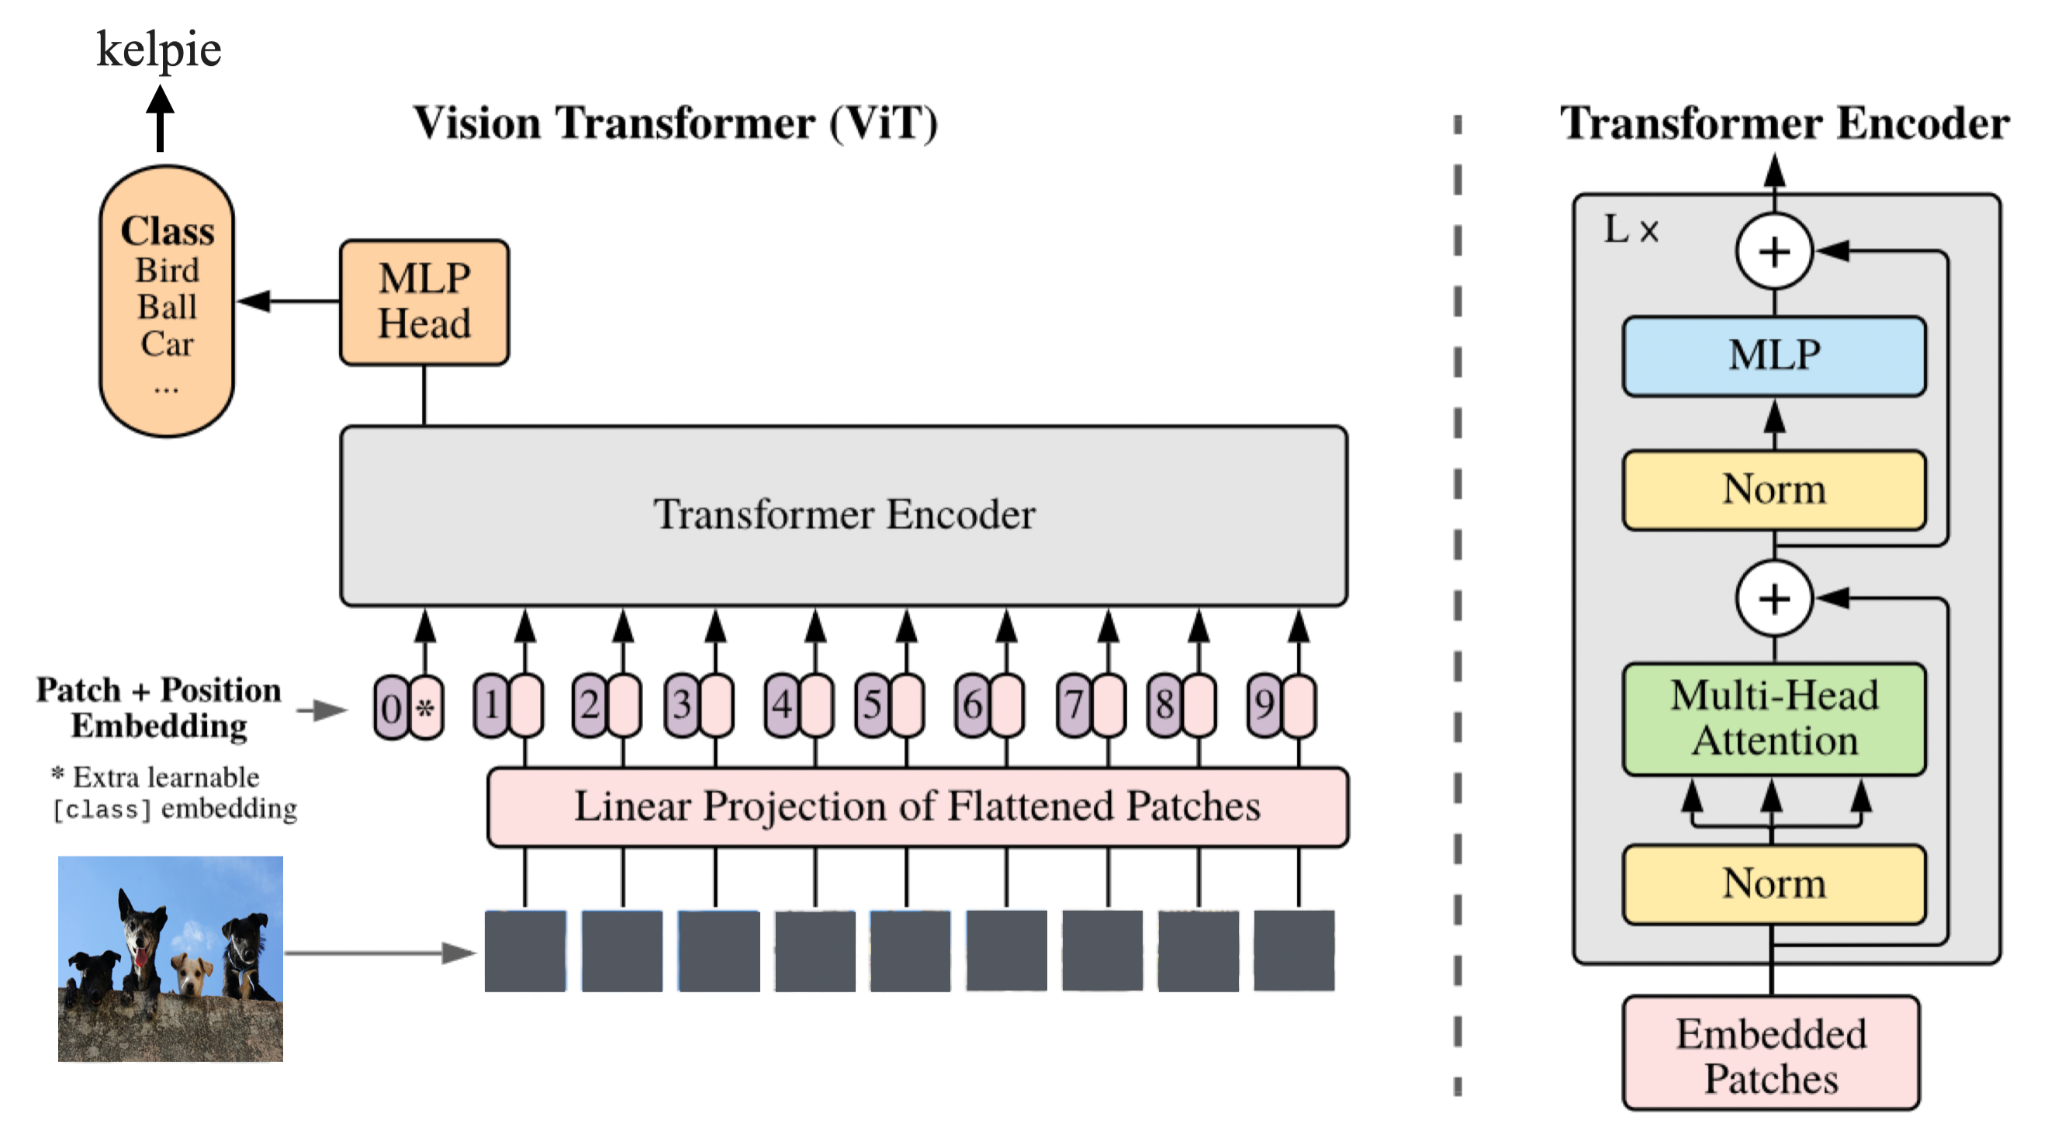 kelpie
Vision Transformer (ViT)
Class
Bird
Ball
Car
...
MLP
Head
Transformer Encoder
Patch + Position
Embedding
0 * 1 2 3 4 5 6 7 8 9
* Extra learnable
[class] embedding
Linear Projection of Flattened Patches
Transformer Encoder
L x
+
MLP
Norm
+
Multi-Head
Attention
Norm
Embedded
Patches